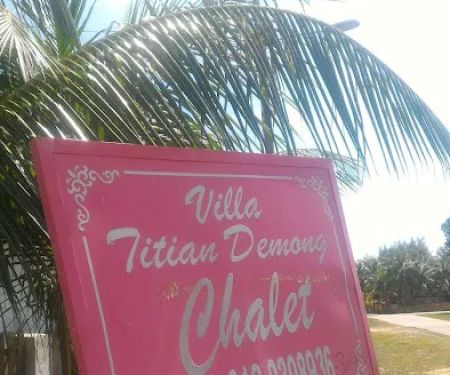 Villa
Titian Demong
Chalet